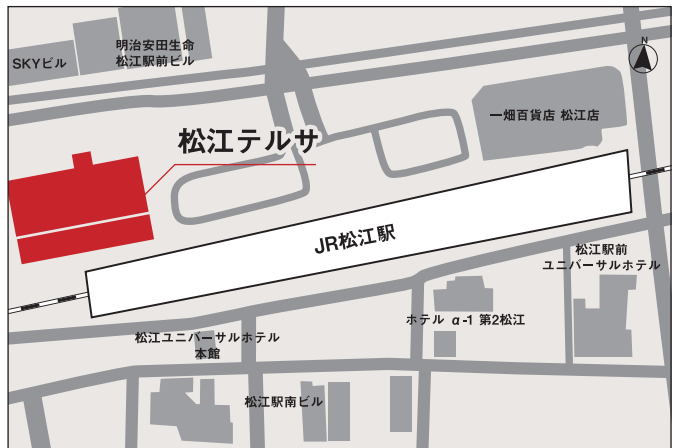 明治安田生命
松江駅前ビル
SKYビル
N
一畑百貨店 松江店
松江テルサ
JR松江駅
松江駅前
ユニバーサルホテル
ホテル α-1 第2松江
松江ユニバーサルホテル
本館
松江駅南ビル